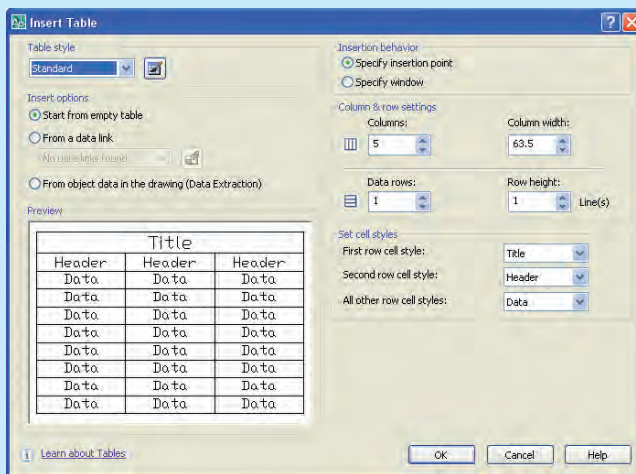 Insert Table
Table style
Standard
Insert options
Start from empty table
From a data link
No data links found
From object data in the drawing (Data Extraction)
Preview
Title
Header Header Header
Data Data Data
Data Data Data
Data Data Data
Data Data Data
Data Data Data
Data Data Data
Data Data Data
Data Data Data
Learn about Tables
Insertion behavior
Specify insertion point
Specify window
Column & row settings
Columns: Column width:
5 63.5
Data rows: Row height:
1 1 Line(s)
Set cell styles
First row cell style: Title
Second row cell style: Header
All other row cell styles: Data
OK Cancel Help